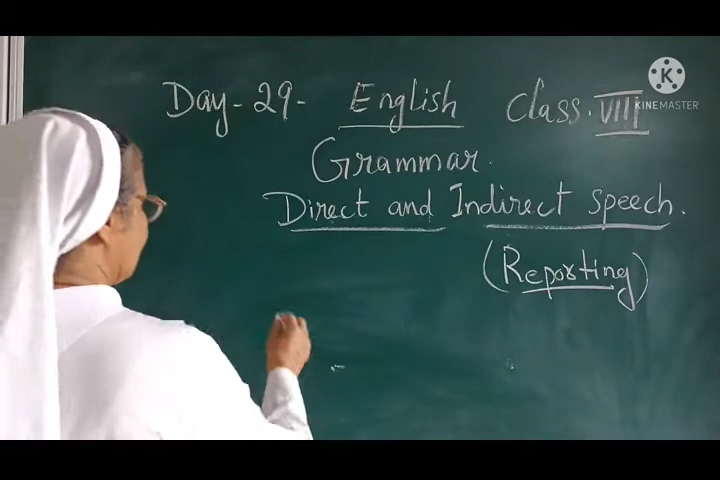 Day - 29 - English Class. VIII
Grammar.
Direct and Indirect speech.
(Reporting)
K
KINEMASTER